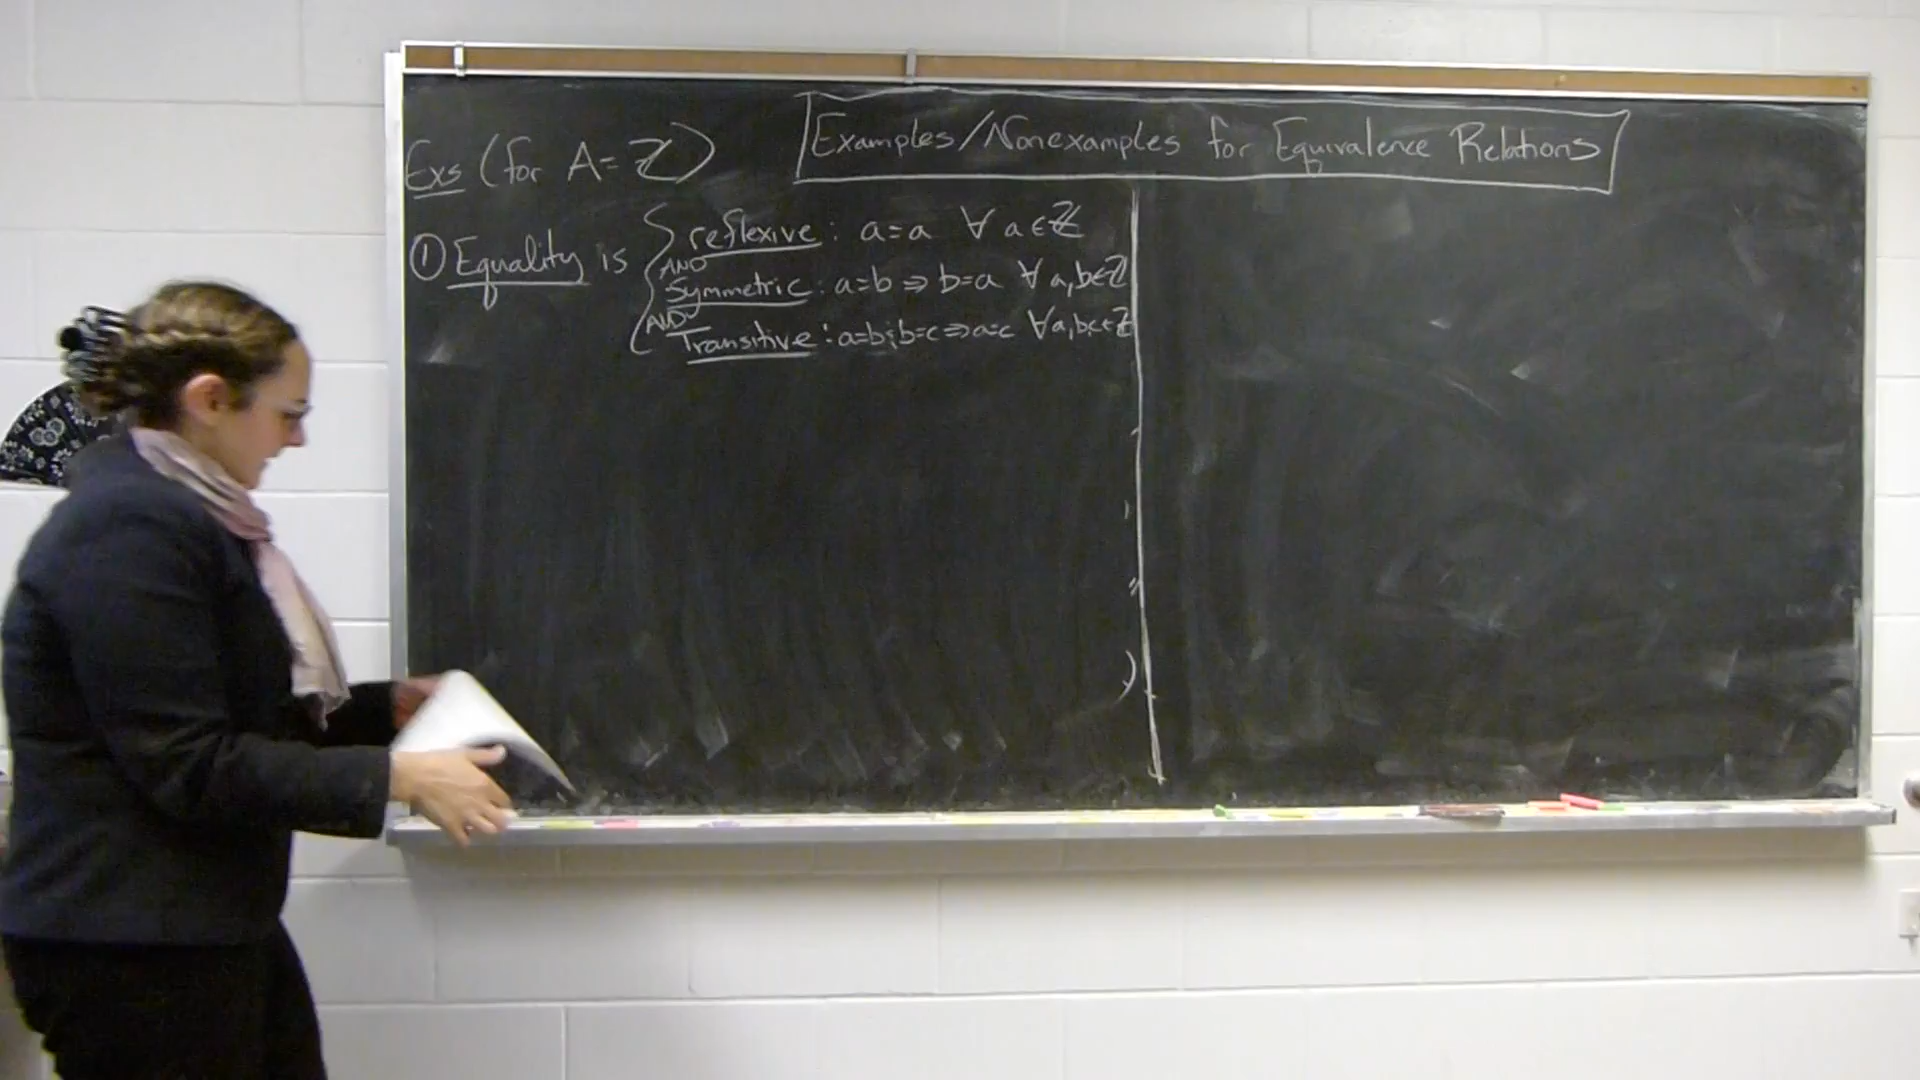 Examples/Nonexamples for Equivalence Relations
Exs (for A=ℤ)
① Equality is
reflexive: a=a ∀ a∈ℤ
AND
Symmetric: a=b ⇒ b=a ∀ a,b∈ℤ
AND
Transitive: a=b ; b=c ⇒ a=c ∀a,b,c∈ℤ